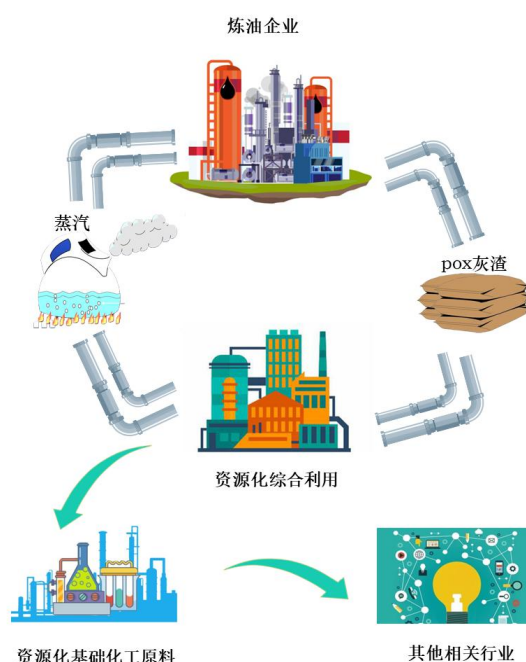 炼油企业
蒸汽
pox灰渣
资源化综合利用
资源化基础化工原料
其他相关行业